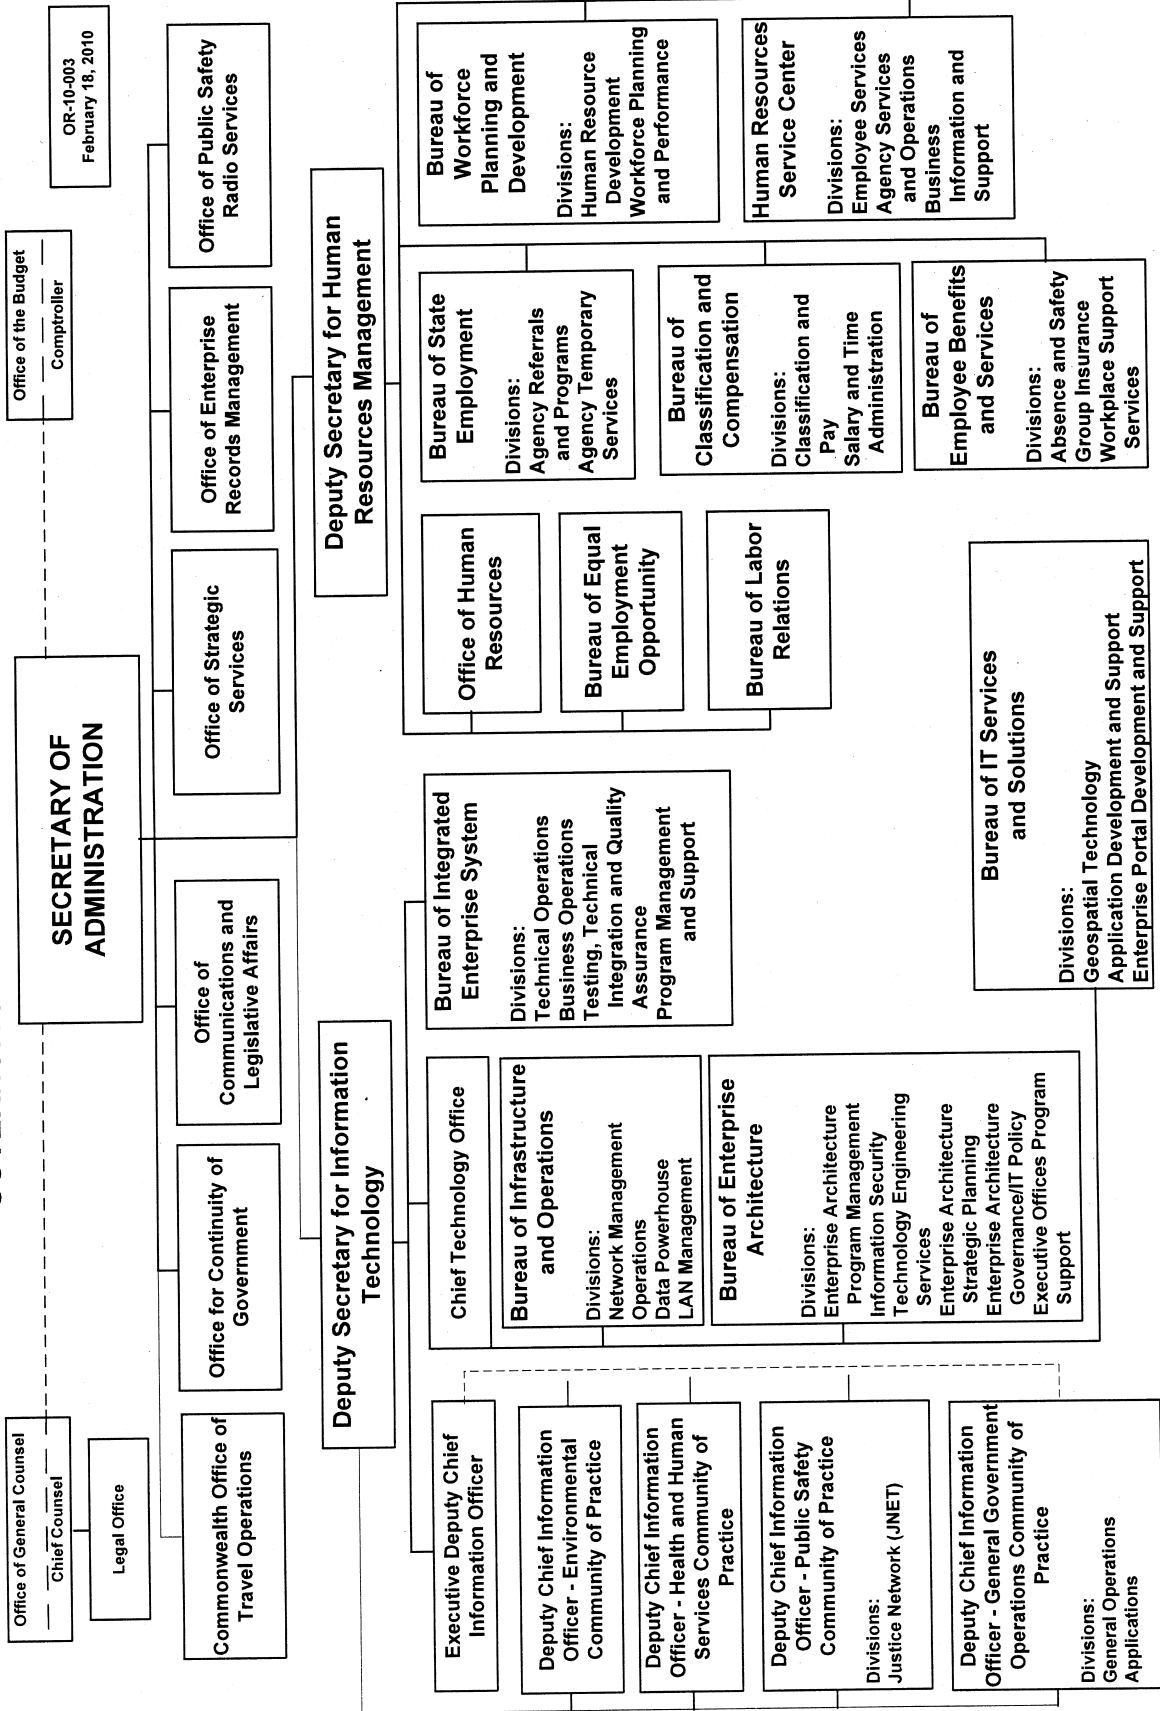 OR-10-003
February 18, 2010
Office of General Counsel
Chief Counsel
Legal Office
SECRETARY OF
ADMINISTRATION
Office of the Budget
Comptroller
Commonwealth Office of
Travel Operations
Office for Continuity of
Government
Office of
Communications and
Legislative Affairs
Office of Strategic
Services
Office of Enterprise
Records Management
Office of Public Safety
Radio Services
Deputy Secretary for Information
Technology
Deputy Secretary for Human
Resources Management
Executive Deputy Chief
Information Officer
Deputy Chief Information
Officer - Environmental
Community of Practice
Deputy Chief Information
Officer - Health and Human
Services Community of
Practice
Deputy Chief Information
Officer - Public Safety
Community of Practice
Divisions:
Justice Network (JNET)
Deputy Chief Information
Officer - General Government
Operations Community of
Practice
Divisions:
General Operations
Applications
Chief Technology Office
Bureau of Infrastructure
and Operations
Divisions:
Network Management
Operations
Data Powerhouse
LAN Management
Bureau of Enterprise
Architecture
Divisions:
Enterprise Architecture
Program Management
Information Security
Technology Engineering
Services
Enterprise Architecture
Strategic Planning
Enterprise Architecture
Governance/IT Policy
Executive Offices Program
Support
Bureau of IT Services
and Solutions
Divisions:
Geospatial Technology
Application Development and Support
Enterprise Portal Development and Support
Bureau of Integrated
Enterprise System
Divisions:
Technical Operations
Business Operations
Testing, Technical
Integration and Quality
Assurance
Program Management
and Support
Office of Human
Resources
Bureau of Equal
Employment
Opportunity
Bureau of Labor
Relations
Bureau of State
Employment
Divisions:
Agency Referrals
and Programs
Agency Temporary
Services
Bureau of
Classification and
Compensation
Divisions:
Classification and
Pay
Salary and Time
Administration
Bureau of
Employee Benefits
and Services
Divisions:
Absence and Safety
Group Insurance
Workplace Support
Services
Bureau of
Workforce
Planning and
Development
Divisions:
Human Resource
Development
Workforce Planning
and Performance
Human Resources
Service Center
Divisions:
Employee Services
Agency Services
and Operations
Business
Information and
Support